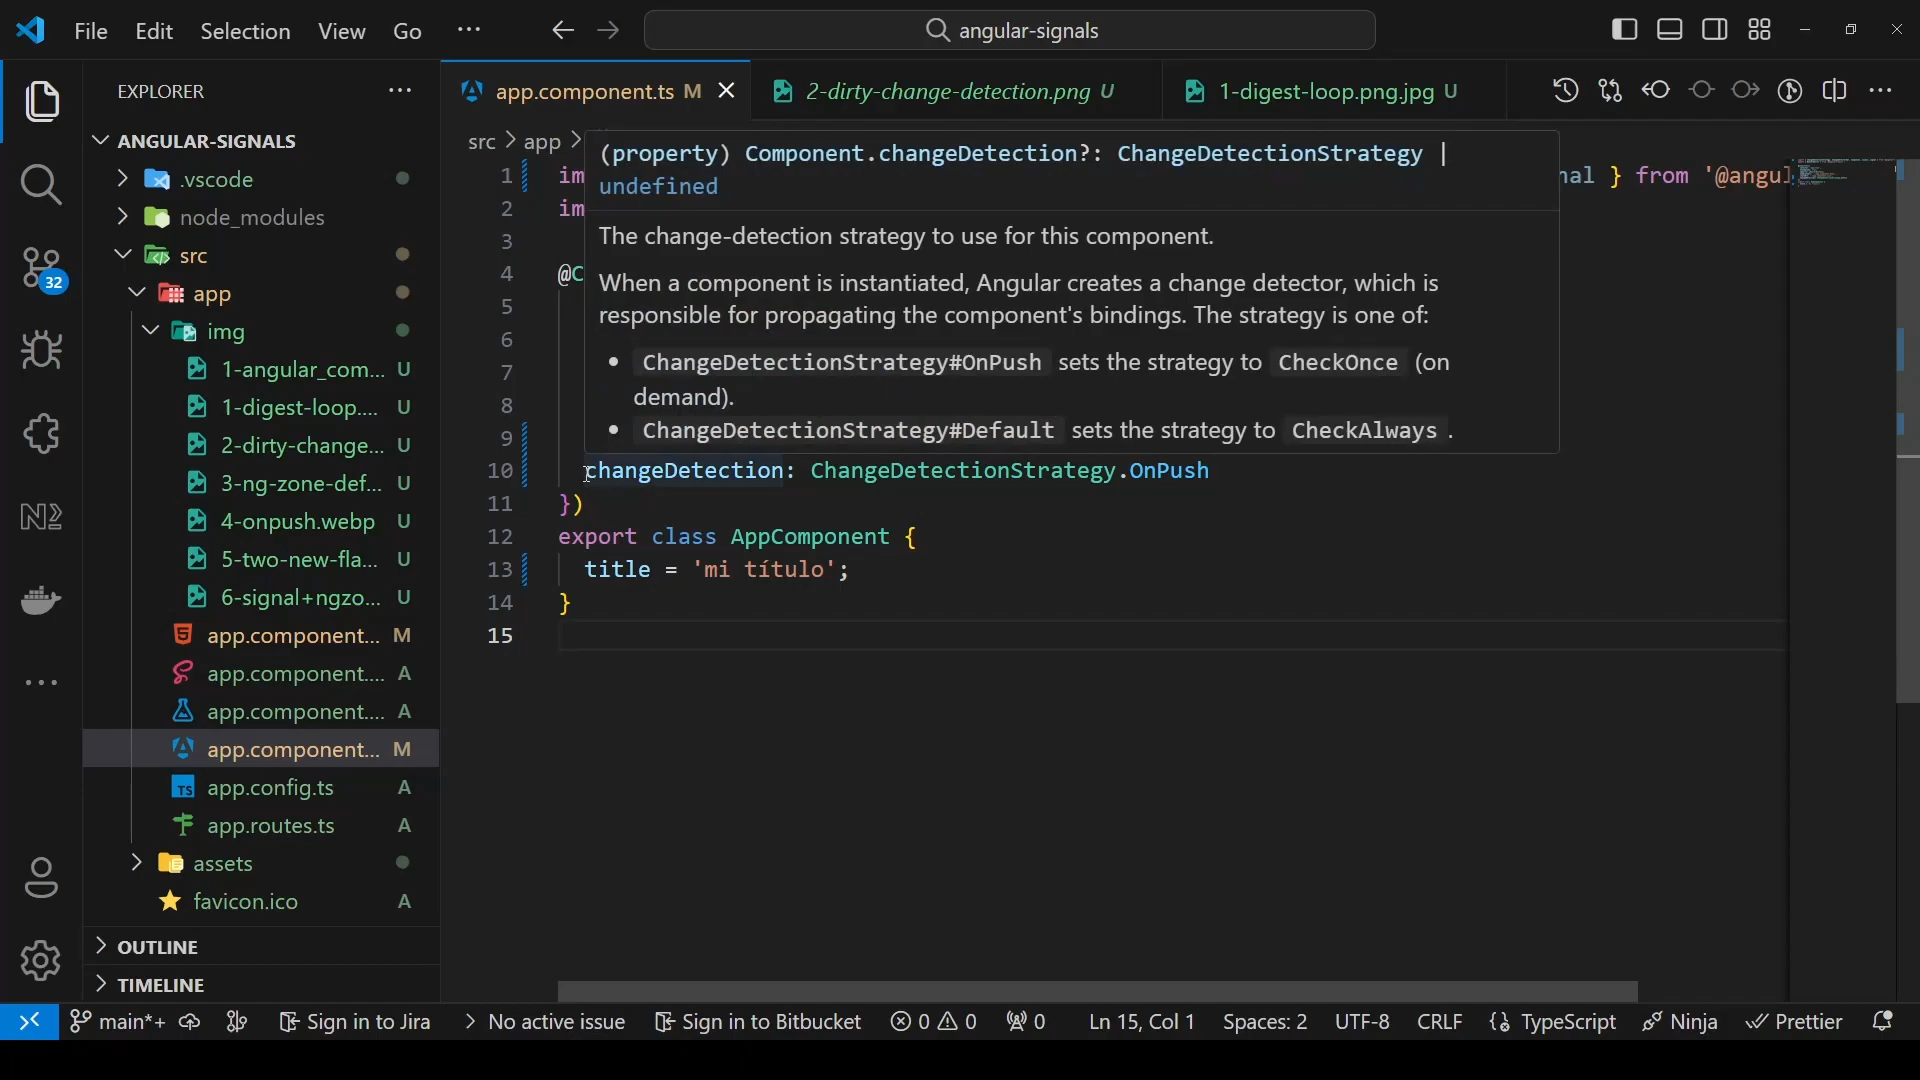 File Edit Selection View Go ··· angular-signals
EXPLORER ···
ANGULAR-SIGNALS
.vscode
node_modules
src
app
img
1-angular_com... U
1-digest-loop.... U
2-dirty-change... U
3-ng-zone-def... U
4-onpush.webp U
5-two-new-fla... U
6-signal+ngzo... U
app.component... M
app.component.... A
app.component.... A
app.component... M
app.config.ts A
app.routes.ts A
assets
favicon.ico A
OUTLINE
TIMELINE
32
app.component.ts M
2-dirty-change-detection.png U
1-digest-loop.png.jpg U
src > app >
(property) Component.changeDetection?: ChangeDetectionStrategy |
undefined
The change-detection strategy to use for this component.
When a component is instantiated, Angular creates a change detector, which is
responsible for propagating the component's bindings. The strategy is one of:
• ChangeDetectionStrategy#OnPush sets the strategy to CheckOnce (on
demand).
• ChangeDetectionStrategy#Default sets the strategy to CheckAlways .
1 im nal } from '@angul
2 im
3
4 @C
5
6
7
8
9
10 changeDetection: ChangeDetectionStrategy.OnPush
11 })
12 export class AppComponent {
13 title = 'mi título';
14 }
15
main*+ Sign in to Jira No active issue Sign in to Bitbucket 0 0 0 Ln 15, Col 1 Spaces: 2 UTF-8 CRLF {} TypeScript Ninja Prettier